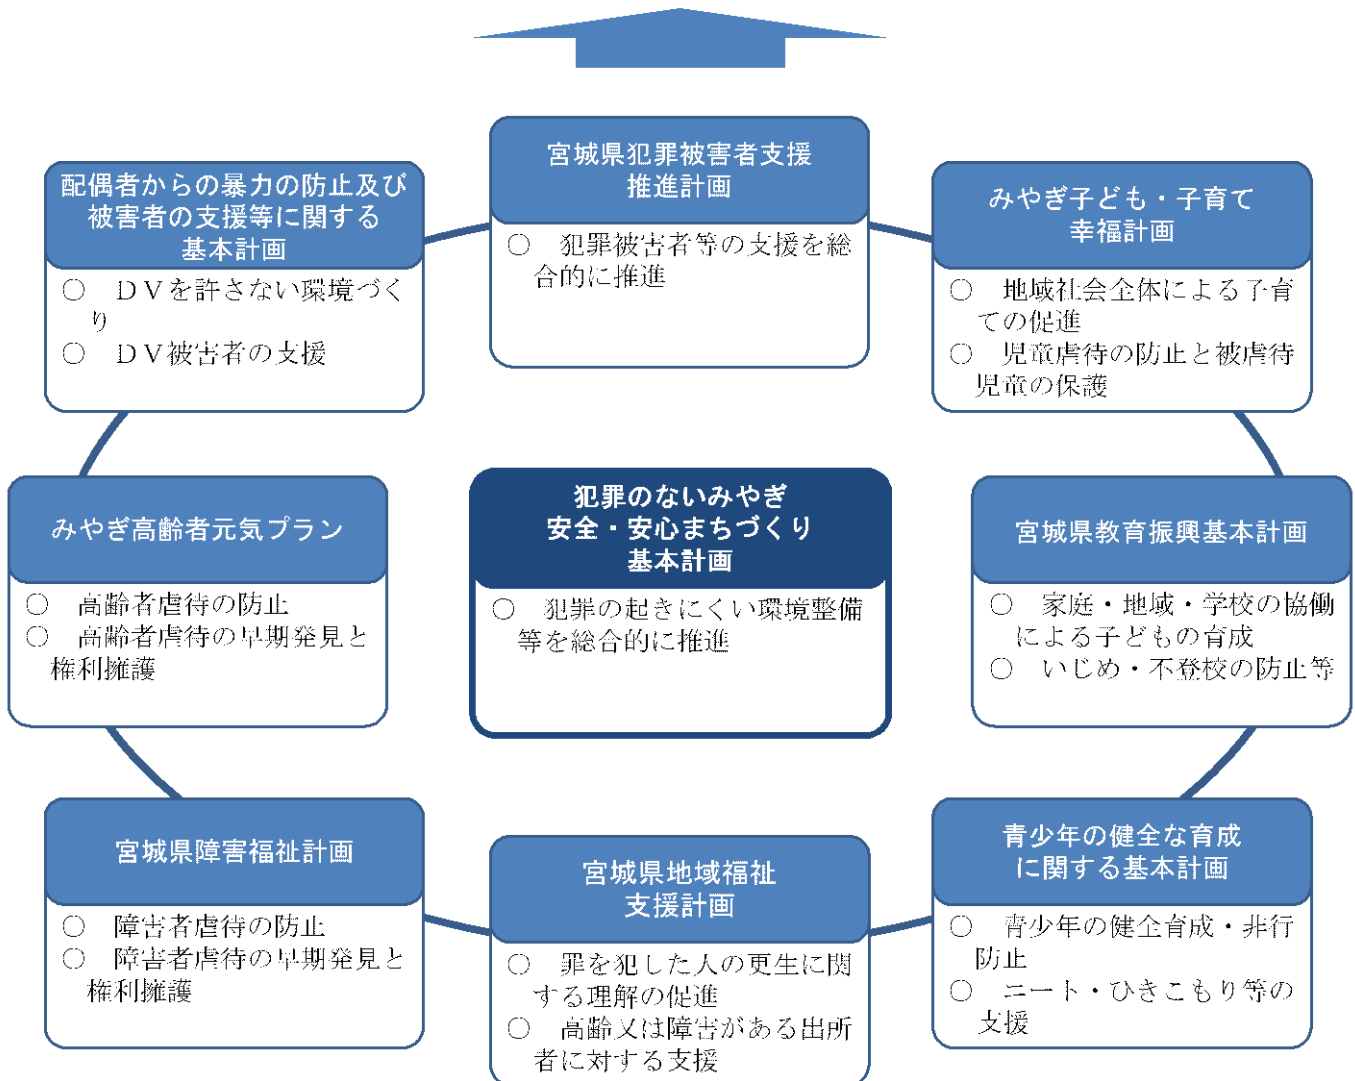 宮城県犯罪被害者支援
推進計画
○　犯罪被害者等の支援を総
合的に推進
配偶者からの暴力の防止及び
被害者の支援等に関する
基本計画
○　ＤＶを許さない環境づく
り
○　ＤＶ被害者の支援
みやぎ子ども・子育て
幸福計画
○　地域社会全体による子育
ての促進
○　児童虐待の防止と被虐待
児童の保護
みやぎ高齢者元気プラン
○　高齢者虐待の防止
○　高齢者虐待の早期発見と
権利擁護
犯罪のないみやぎ
安全・安心まちづくり
基本計画
○　犯罪の起きにくい環境整備
等を総合的に推進
宮城県教育振興基本計画
○　家庭・地域・学校の協働
による子どもの育成
○　いじめ・不登校の防止等
宮城県障害福祉計画
○　障害者虐待の防止
○　障害者虐待の早期発見と
権利擁護
宮城県地域福祉
支援計画
○　罪を犯した人の更生に関
する理解の促進
○　高齢又は障害がある出所
者に対する支援
青少年の健全な育成
に関する基本計画
○　青少年の健全育成・非行
防止
○　ニート・ひきこもり等の
支援